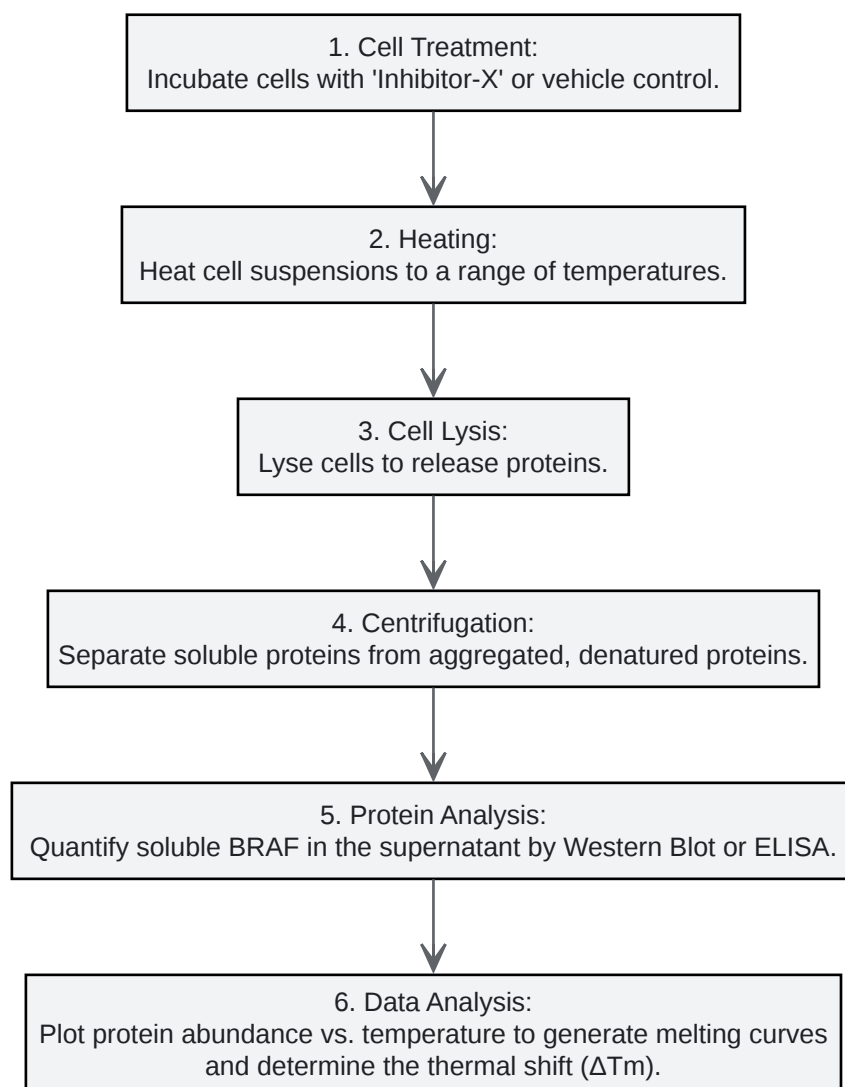 1. Cell Treatment:
Incubate cells with 'Inhibitor-X' or vehicle control.
2. Heating:
Heat cell suspensions to a range of temperatures.
3. Cell Lysis:
Lyse cells to release proteins.
4. Centrifugation:
Separate soluble proteins from aggregated, denatured proteins.
5. Protein Analysis:
Quantify soluble BRAF in the supernatant by Western Blot or ELISA.
6. Data Analysis:
Plot protein abundance vs. temperature to generate melting curves
and determine the thermal shift (ΔTm).